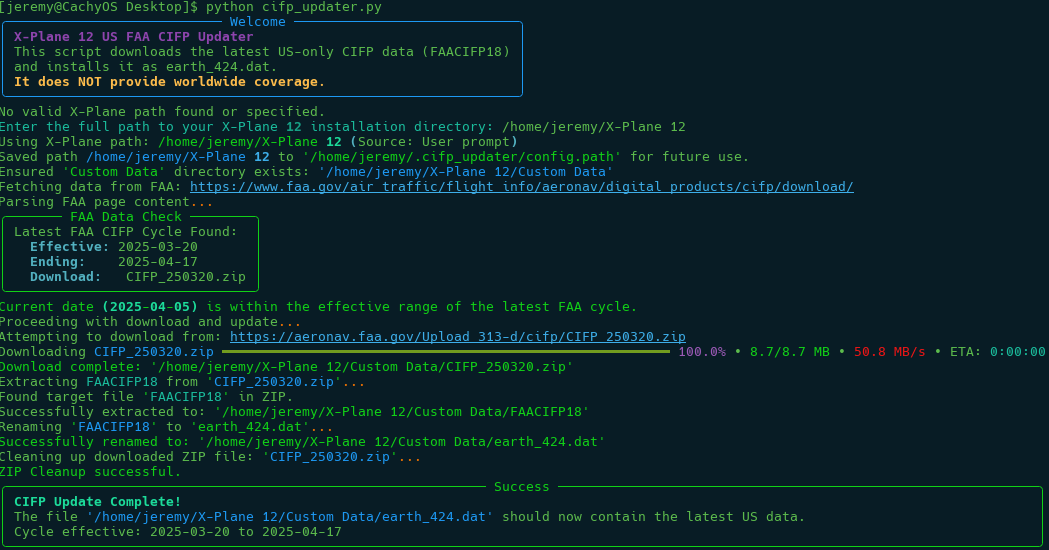 [jeremy@CachyOS Desktop]$ python cifp_updater.py
Welcome
X-Plane 12 US FAA CIFP Updater
This script downloads the latest US-only CIFP data (FAACIFP18)
and installs it as earth_424.dat.
It does NOT provide worldwide coverage.
No valid X-Plane path found or specified.
Enter the full path to your X-Plane 12 installation directory: /home/jeremy/X-Plane 12
Using X-Plane path: /home/jeremy/X-Plane 12 (Source: User prompt)
Saved path /home/jeremy/X-Plane 12 to '/home/jeremy/.cifp_updater/config.path' for future use.
Ensured 'Custom Data' directory exists: '/home/jeremy/X-Plane 12/Custom Data'
Fetching data from FAA: https://www.faa.gov/air_traffic/flight_info/aeronav/digital_products/cifp/download/
Parsing FAA page content...
FAA Data Check
Latest FAA CIFP Cycle Found:
Effective: 2025-03-20
Ending: 2025-04-17
Download: CIFP_250320.zip
Current date (2025-04-05) is within the effective range of the latest FAA cycle.
Proceeding with download and update...
Attempting to download from: https://aeronav.faa.gov/Upload_313-d/cifp/CIFP_250320.zip
Downloading CIFP_250320.zip 100.0% • 8.7/8.7 MB • 50.8 MB/s • ETA: 0:00:00
Download complete: '/home/jeremy/X-Plane 12/Custom Data/CIFP_250320.zip'
Extracting FAACIFP18 from 'CIFP_250320.zip'...
Found target file 'FAACIFP18' in ZIP.
Successfully extracted to: '/home/jeremy/X-Plane 12/Custom Data/FAACIFP18'
Renaming 'FAACIFP18' to 'earth_424.dat'...
Successfully renamed to: '/home/jeremy/X-Plane 12/Custom Data/earth_424.dat'
Cleaning up downloaded ZIP file: 'CIFP_250320.zip'...
ZIP Cleanup successful.
Success
CIFP Update Complete!
The file '/home/jeremy/X-Plane 12/Custom Data/earth_424.dat' should now contain the latest US data.
Cycle effective: 2025-03-20 to 2025-04-17